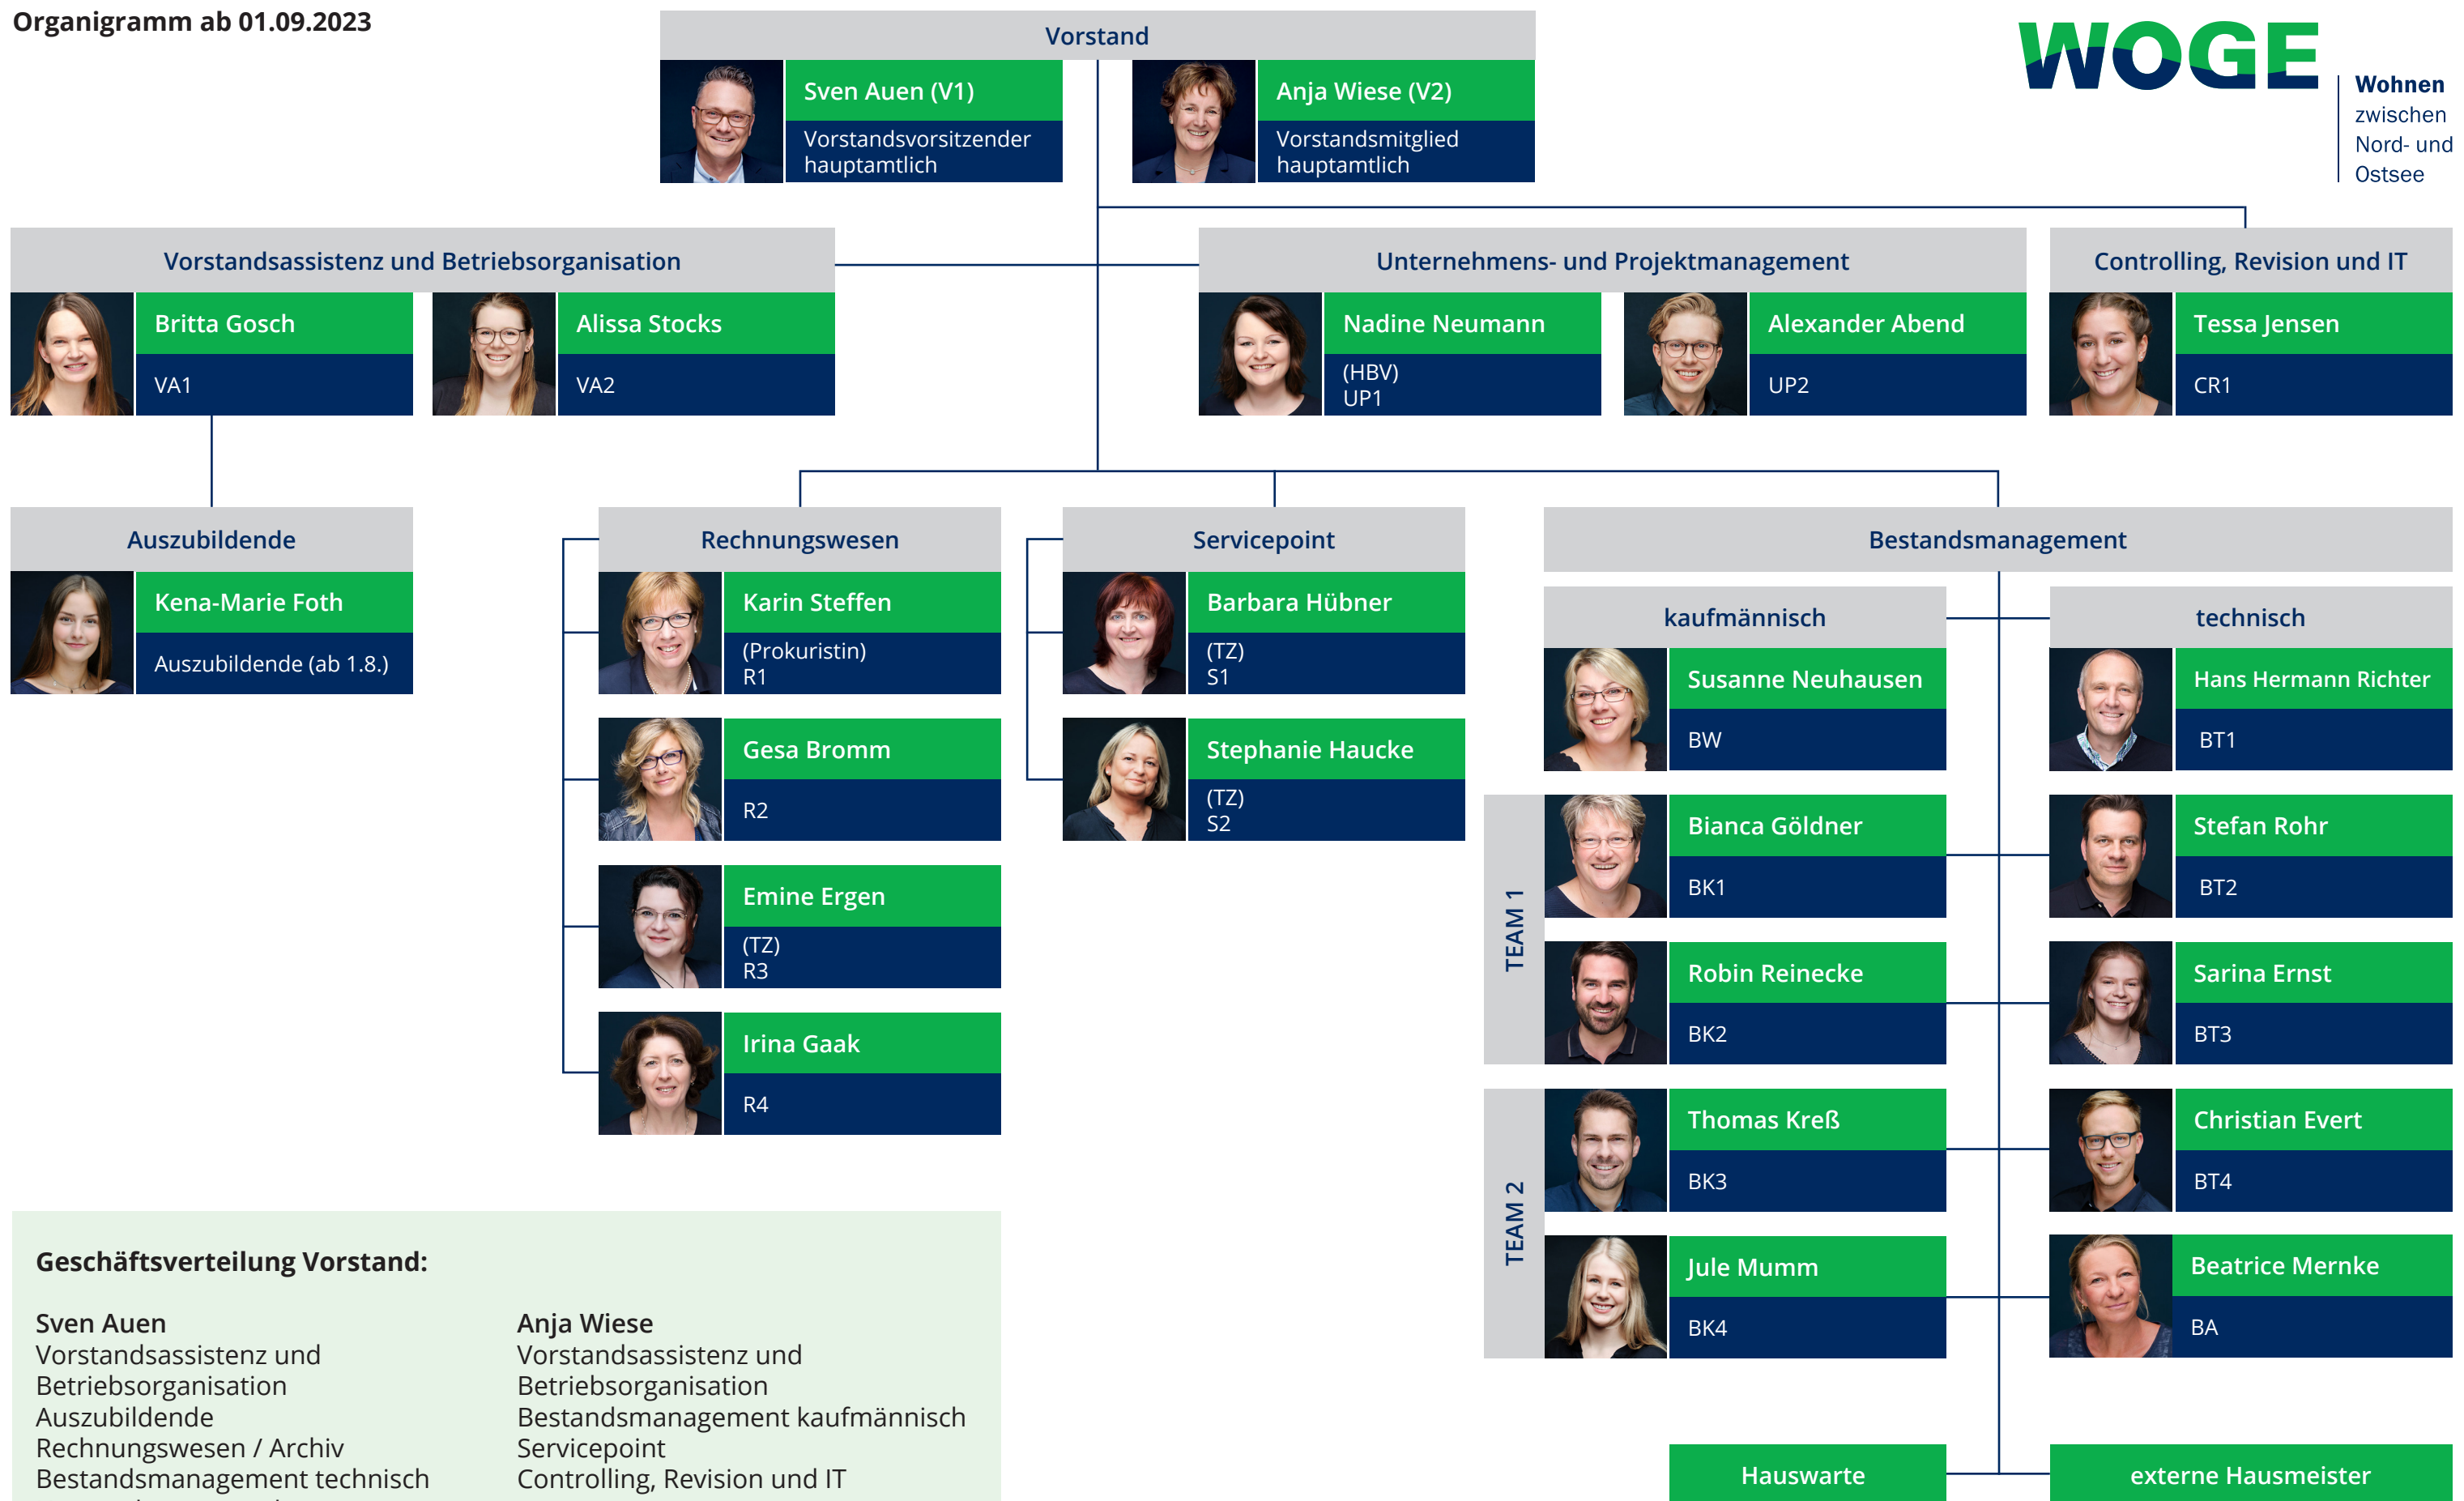 Organigramm ab 01.09.2023
WOGE
Wohnen
zwischen
Nord- und
Ostsee
Vorstand
Sven Auen (V1)
Vorstandsvorsitzender
hauptamtlich
Anja Wiese (V2)
Vorstandsmitglied
hauptamtlich
Vorstandsassistenz und Betriebsorganisation
Britta Gosch
VA1
Alissa Stocks
VA2
Unternehmens- und Projektmanagement
Nadine Neumann
(HBV)
UP1
Alexander Abend
UP2
Controlling, Revision und IT
Tessa Jensen
CR1
Auszubildende
Kena-Marie Foth
Auszubildende (ab 1.8.)
Rechnungswesen
Karin Steffen
(Prokuristin)
R1
Gesa Bromm
R2
Emine Ergen
(TZ)
R3
Irina Gaak
R4
Servicepoint
Barbara Hübner
(TZ)
S1
Stephanie Haucke
(TZ)
S2
Bestandsmanagement
kaufmännisch
technisch
Susanne Neuhausen
BW
Hans Hermann Richter
BT1
TEAM 1
Bianca Göldner
BK1
Stefan Rohr
BT2
Robin Reinecke
BK2
Sarina Ernst
BT3
TEAM 2
Thomas Kreß
BK3
Christian Evert
BT4
Jule Mumm
BK4
Beatrice Mernke
BA
Hauswarte
externe Hausmeister
Geschäftsverteilung Vorstand:
Sven Auen
Vorstandsassistenz und
Betriebsorganisation
Auszubildende
Rechnungswesen / Archiv
Bestandsmanagement technisch
Anja Wiese
Vorstandsassistenz und
Betriebsorganisation
Bestandsmanagement kaufmännisch
Servicepoint
Controlling, Revision und IT